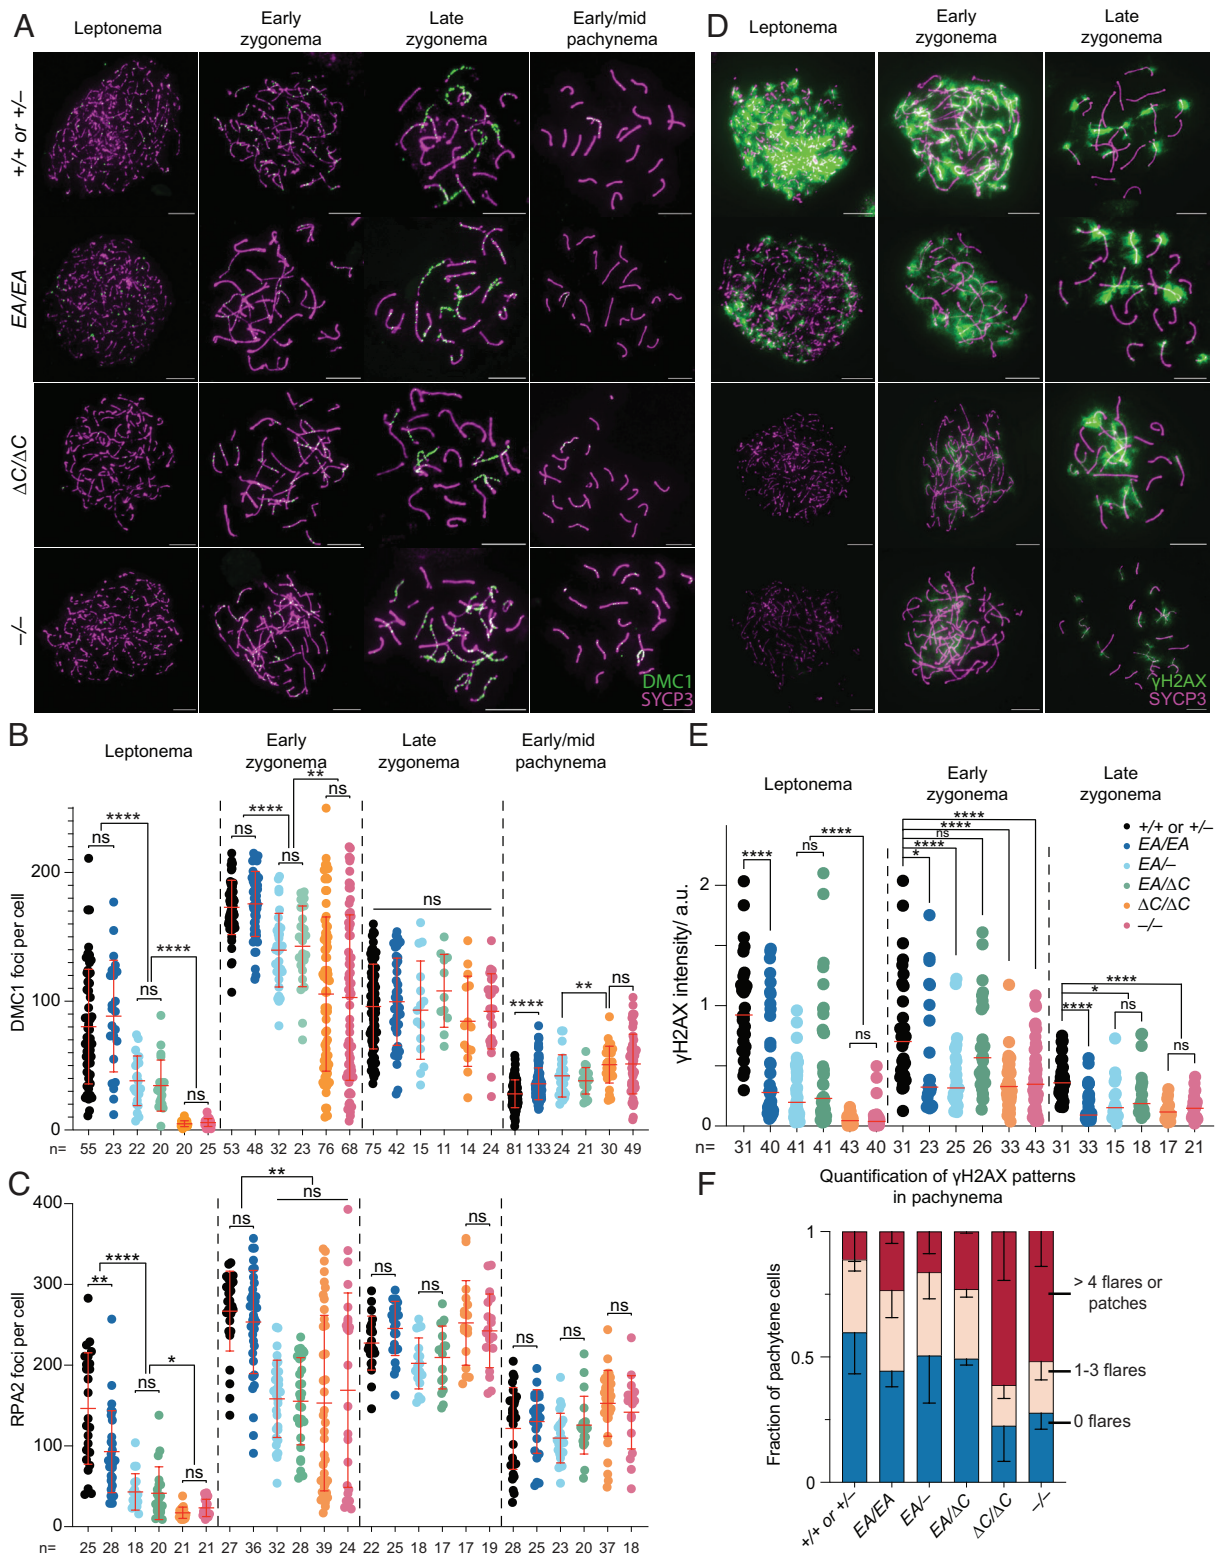 A
Leptonema
Early
zygonema
Late
zygonema
Early/mid
pachynema
+/+ or +/–
EA/EA
ΔC/ΔC
–/–
DMC1
SYCP3
D
Leptonema
Early
zygonema
Late
zygonema
γH2AX
SYCP3
B
Leptonema
Early
zygonema
Late
zygonema
Early/mid
pachynema
DMC1 foci per cell
200
100
0
ns
****
ns
****
ns
ns
****
ns
**
ns
ns
****
**
ns
n=
55 23 22 20 20 25 53 48 32 23 76 68 75 42 15 11 14 24 81 133 24 21 30 49
C
RPA2 foci per cell
400
300
200
100
0
**
****
ns
*
ns
ns
**
ns
ns
ns
ns
ns
ns
ns
n=
25 28 18 20 21 21 27 36 32 28 39 24 22 25 18 17 17 19 28 25 23 20 37 18
E
Leptonema
Early
zygonema
Late
zygonema
γH2AX intensity/ a.u.
2
1
0
****
ns
****
ns
****
****
ns
****
*
****
*
****
ns
ns
+/+ or +/–
EA/EA
EA/–
EA/ΔC
ΔC/ΔC
–/–
n=
31 40 41 41 43 40 31 23 25 26 33 43 31 33 15 18 17 21
F
Quantification of γH2AX patterns
in pachynema
Fraction of pachytene cells
1
0.5
0
> 4 flares or
patches
1-3 flares
0 flares
+/+ or +/–
EA/EA
EA/–
EA/ΔC
ΔC/ΔC
–/–